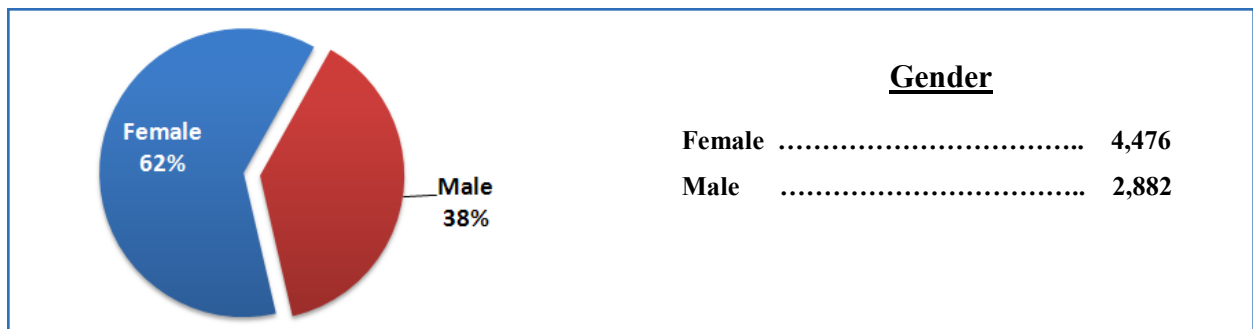 Female
62%
Male
38%
Gender
Female ……………………………..  4,476
Male ……………………………..  2,882